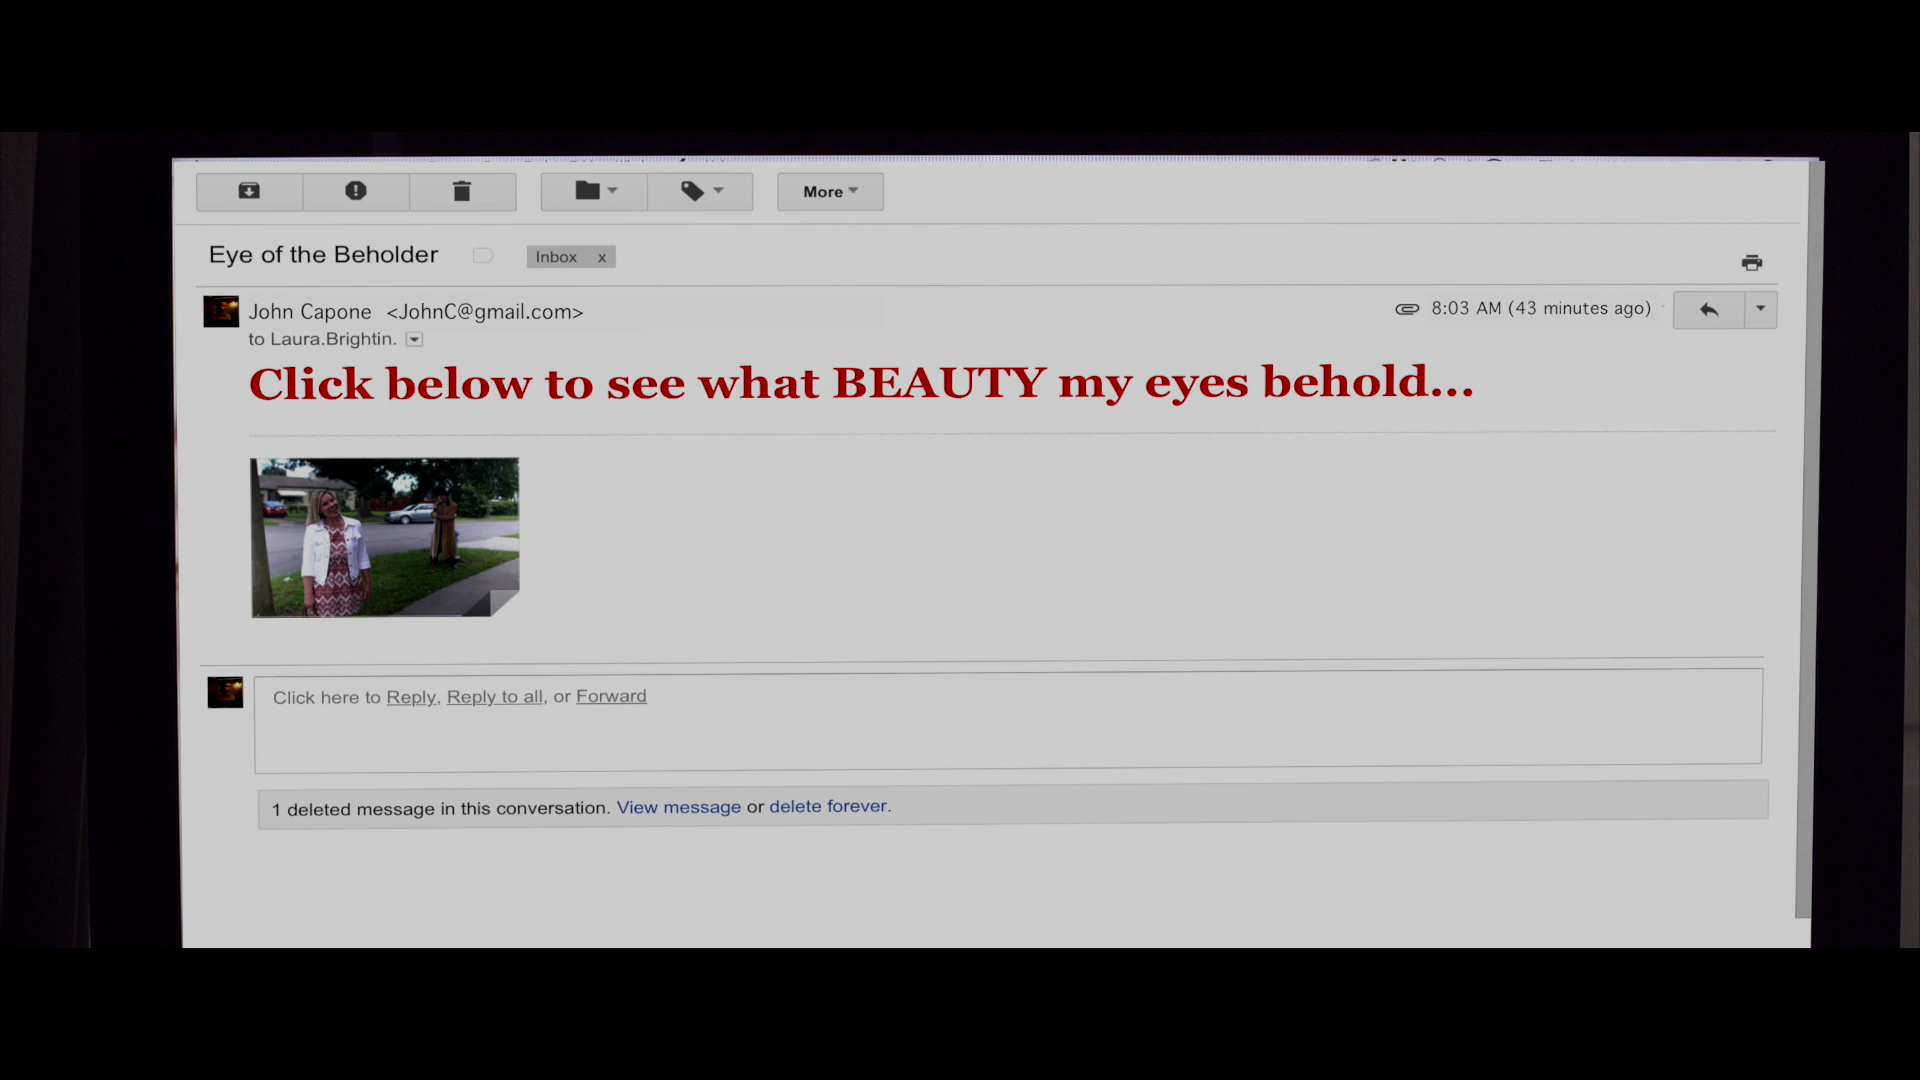 More
Eye of the Beholder
Inbox x
John Capone <JohnC@gmail.com>
8:03 AM (43 minutes ago)
to Laura.Brightin.
Click below to see what BEAUTY my eyes behold...
Click here to Reply, Reply to all, or Forward
1 deleted message in this conversation. View message or delete forever.